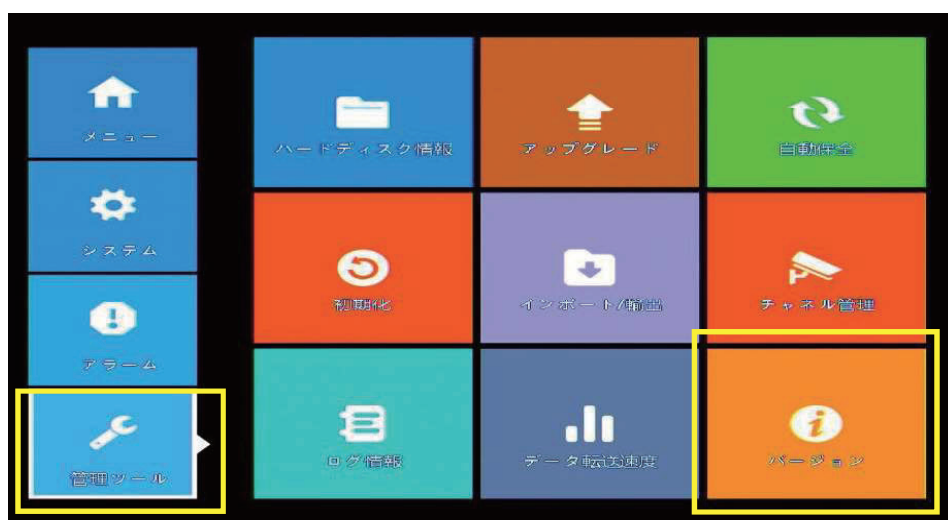 メニュー
システム
アラーム
管理ツール
ハードディスク情報
アップグレード
自動保全
初期化
インポート/輸出
チャネル管理
ログ情報
データ転送速度
バージョン